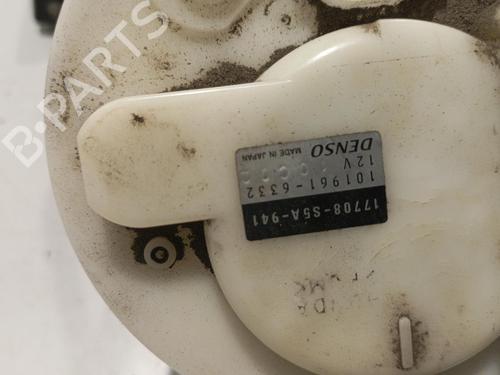 B-PARTS
17708-S5A-941
101961-6332
12V
DENSO MADE IN JAPAN